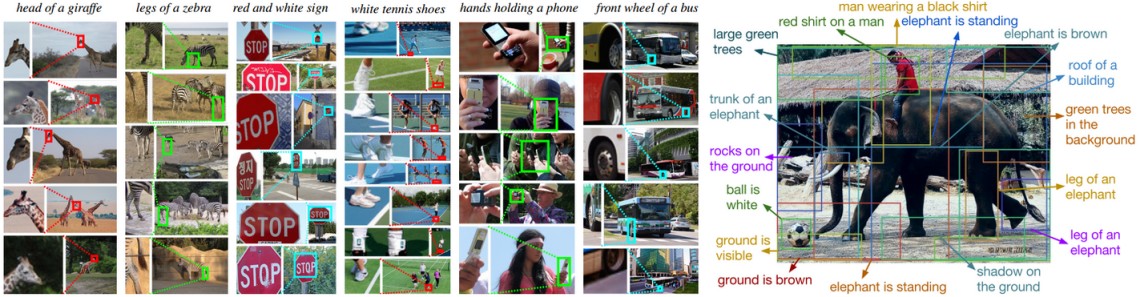 head of a giraffe
legs of a zebra
red and white sign
white tennis shoes
hands holding a phone
front wheel of a bus
STOP
STOP
STOP
정지
STOP
STOP
STOP
STOP
STOP
man wearing a black shirt
red shirt on a man
elephant is standing
large green
trees
elephant is brown
roof of a
building
trunk of an
elephant
green trees
in the
background
rocks on
the ground
leg of an
elephant
ball is
white
leg of an
elephant
ground is
visible
ground is brown
elephant is standing
shadow on
the ground